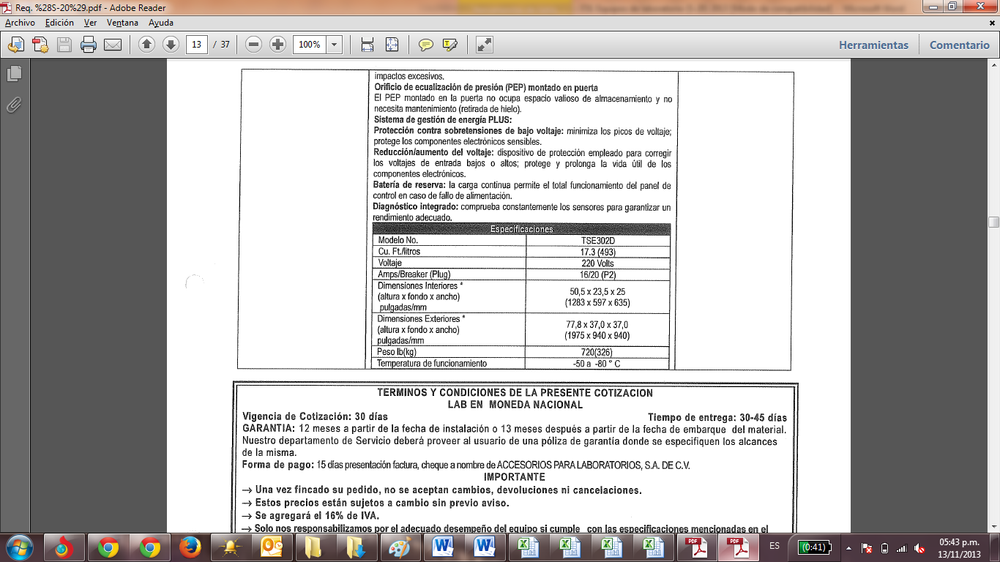 Req. %28S-20%29.pdf - Adobe Reader
Archivo Edición Ver Ventana Ayuda
13 / 37 100% Herramientas Comentario
impactos excesivos.
Orificio de ecualización de presión (PEP) montado en puerta
El PEP montado en la puerta no ocupa espacio valioso de almacenamiento y no
necesita mantenimiento (retirada de hielo).
Sistema de gestión de energía PLUS:
Protección contra sobretensiones de bajo voltaje: minimiza los picos de voltaje;
protege los componentes electrónicos sensibles.
Reducción/aumento del voltaje: dispositivo de protección empleado para corregir
los voltajes de entrada bajos o altos; protege y prolonga la vida útil de los
componentes electrónicos.
Batería de reserva: la carga continua permite el total funcionamiento del panel de
control en caso de fallo de alimentación.
Diagnóstico integrado: comprueba constantemente los sensores para garantizar un
rendimiento adecuado.
Especificaciones
Modelo No. TSE302D
Cu. Ft./litros 17.3 (493)
Voltaje 220 Volts
Amps/Breaker (Plug) 16/20 (P2)
Dimensiones Interiores *
(altura x fondo x ancho)
pulgadas/mm
50,5 x 23,5 x 25
(1283 x 597 x 635)
Dimensiones Exteriores *
(altura x fondo x ancho)
pulgadas/mm
77,8 x 37,0 x 37,0
(1975 x 940 x 940)
Peso lb(kg) 720(326)
Temperatura de funcionamiento -50 a -80 ° C
TERMINOS Y CONDICIONES DE LA PRESENTE COTIZACION
LAB EN MONEDA NACIONAL
Vigencia de Cotización: 30 días Tiempo de entrega: 30-45 días
GARANTIA: 12 meses a partir de la fecha de instalación o 13 meses después a partir de la fecha de embarque del material.
Nuestro departamento de Servicio deberá proveer al usuario de una póliza de garantía donde se especifiquen los alcances
de la misma.
Forma de pago: 15 días presentación factura, cheque a nombre de ACCESORIOS PARA LABORATORIOS, S.A. DE C.V.
IMPORTANTE
→ Una vez fincado su pedido, no se aceptan cambios, devoluciones ni cancelaciones.
→ Estos precios están sujetos a cambio sin previo aviso.
→ Se agregará el 16% de IVA.
→ Solo nos responsabilizamos por el adecuado desempeño del equipo si cumple con las especificaciones mencionadas en el
ES (0:41) 05:43 p.m.
13/11/2013